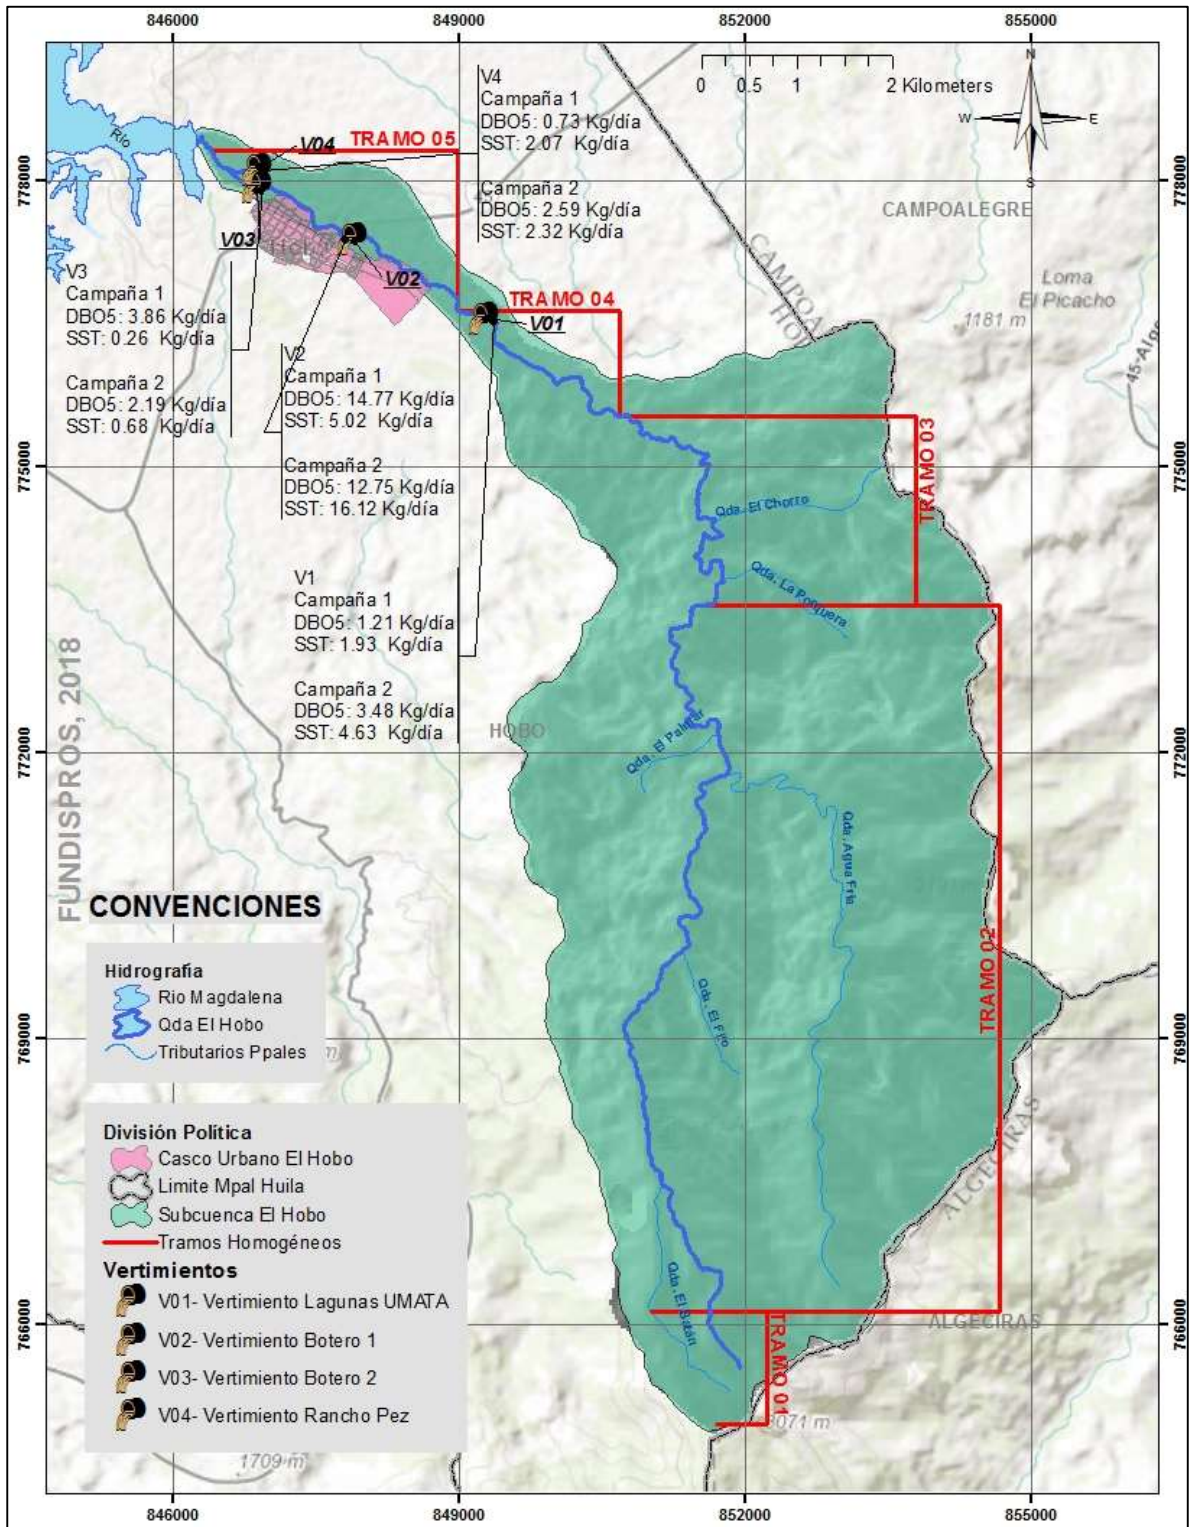 846000
849000
852000
855000
0 0.5 1 2 Kilometers
N
W
E
S
Río
TRAMO 05
V04
V4
Campaña 1
DBO5: 0.73 Kg/día
SST: 2.07 Kg/día
Campaña 2
DBO5: 2.59 Kg/día
SST: 2.32 Kg/día
778000
778000
CAMPOALEGRE
Loma
El Picacho
1181 m
V03
V02
TRAMO 04
V01
V3
Campaña 1
DBO5: 3.86 Kg/día
SST: 0.26 Kg/día
Campaña 2
DBO5: 2.19 Kg/día
SST: 0.68 Kg/día
V2
Campaña 1
DBO5: 14.77 Kg/día
SST: 5.02 Kg/día
Campaña 2
DBO5: 12.75 Kg/día
SST: 16.12 Kg/día
775000
775000
TRAMO 03
Qda. El Chorro
V1
Campaña 1
DBO5: 1.21 Kg/día
SST: 1.93 Kg/día
Campaña 2
DBO5: 3.48 Kg/día
SST: 4.63 Kg/día
HOBO
Qda. El Palmar
772000
772000
Qda. Agua Fria
FUNDISPROS, 2018
TRAMO 02
Qda. El Frio
769000
769000
ALGECIRAS
CONVENCIONES
Hidrografía
Rio Magdalena
Qda El Hobo
Tributarios Ppales
División Política
Casco Urbano El Hobo
Limite Mpal Huila
Subcuenca El Hobo
Tramos Homogéneos
Vertimientos
V01- Vertimiento Lagunas UMATA
V02- Vertimiento Botero 1
V03- Vertimiento Botero 2
V04- Vertimiento Rancho Pez
766000
766000
ALGECIRAS
Qda. El Batán
TRAMO 01
3071 m
1709 m
846000
849000
852000
855000